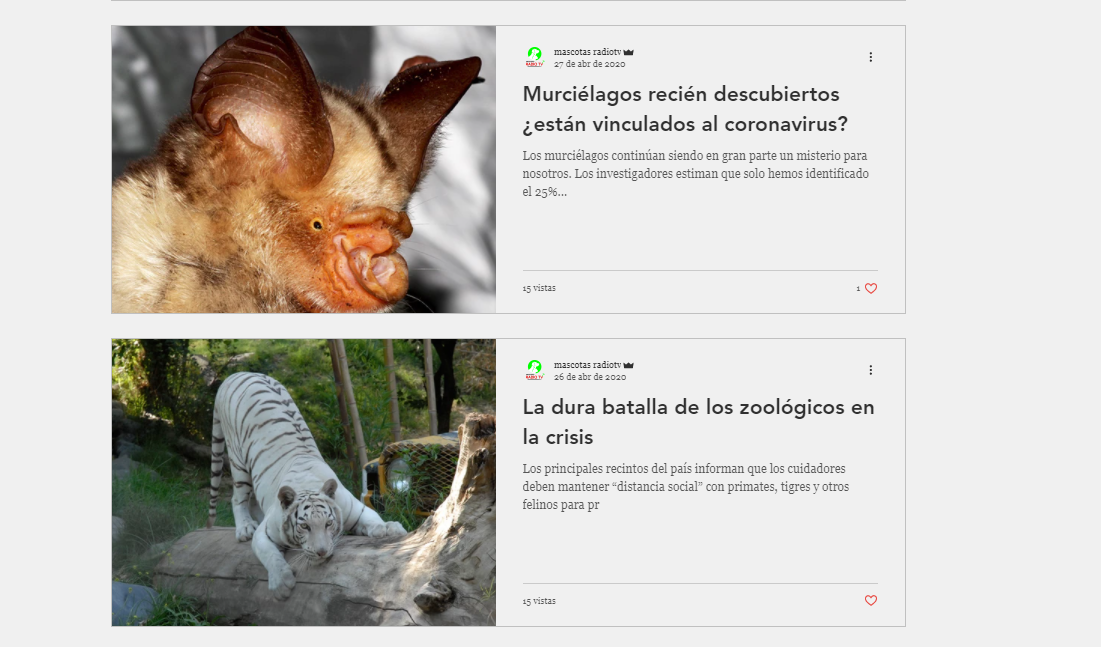 mascotas radiotv
27 de abr de 2020
Murciélagos recién descubiertos
¿están vinculados al coronavirus?
Los murciélagos continúan siendo en gran parte un misterio para
nosotros. Los investigadores estiman que solo hemos identificado
el 25%...
15 vistas
1
mascotas radiotv
26 de abr de 2020
La dura batalla de los zoológicos en
la crisis
Los principales recintos del país informan que los cuidadores
deben mantener “distancia social” con primates, tigres y otros
felinos para pr
15 vistas